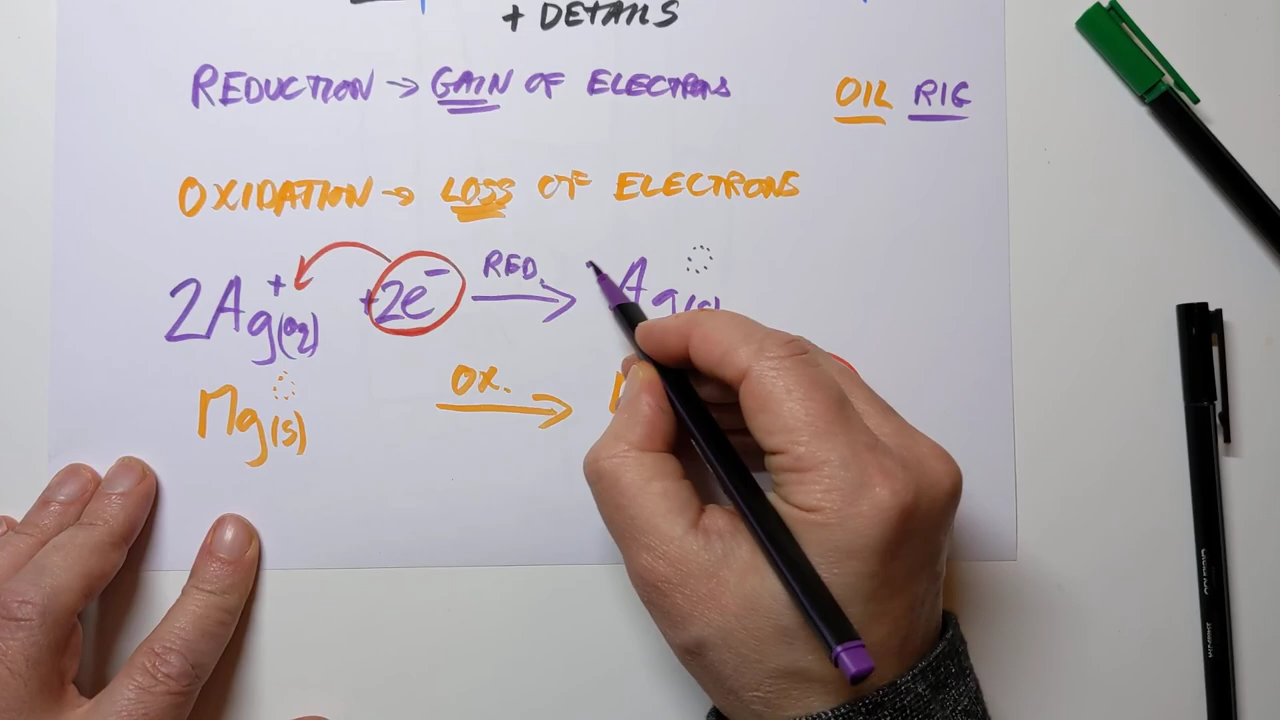 + DETAILS
REDUCTION → GAIN OF ELECTRONS
OIL RIG
OXIDATION → LOSS OF ELECTRONS
2Ag+(aq) +2e− RED. → Ag(s)
Mg(s) OX. →